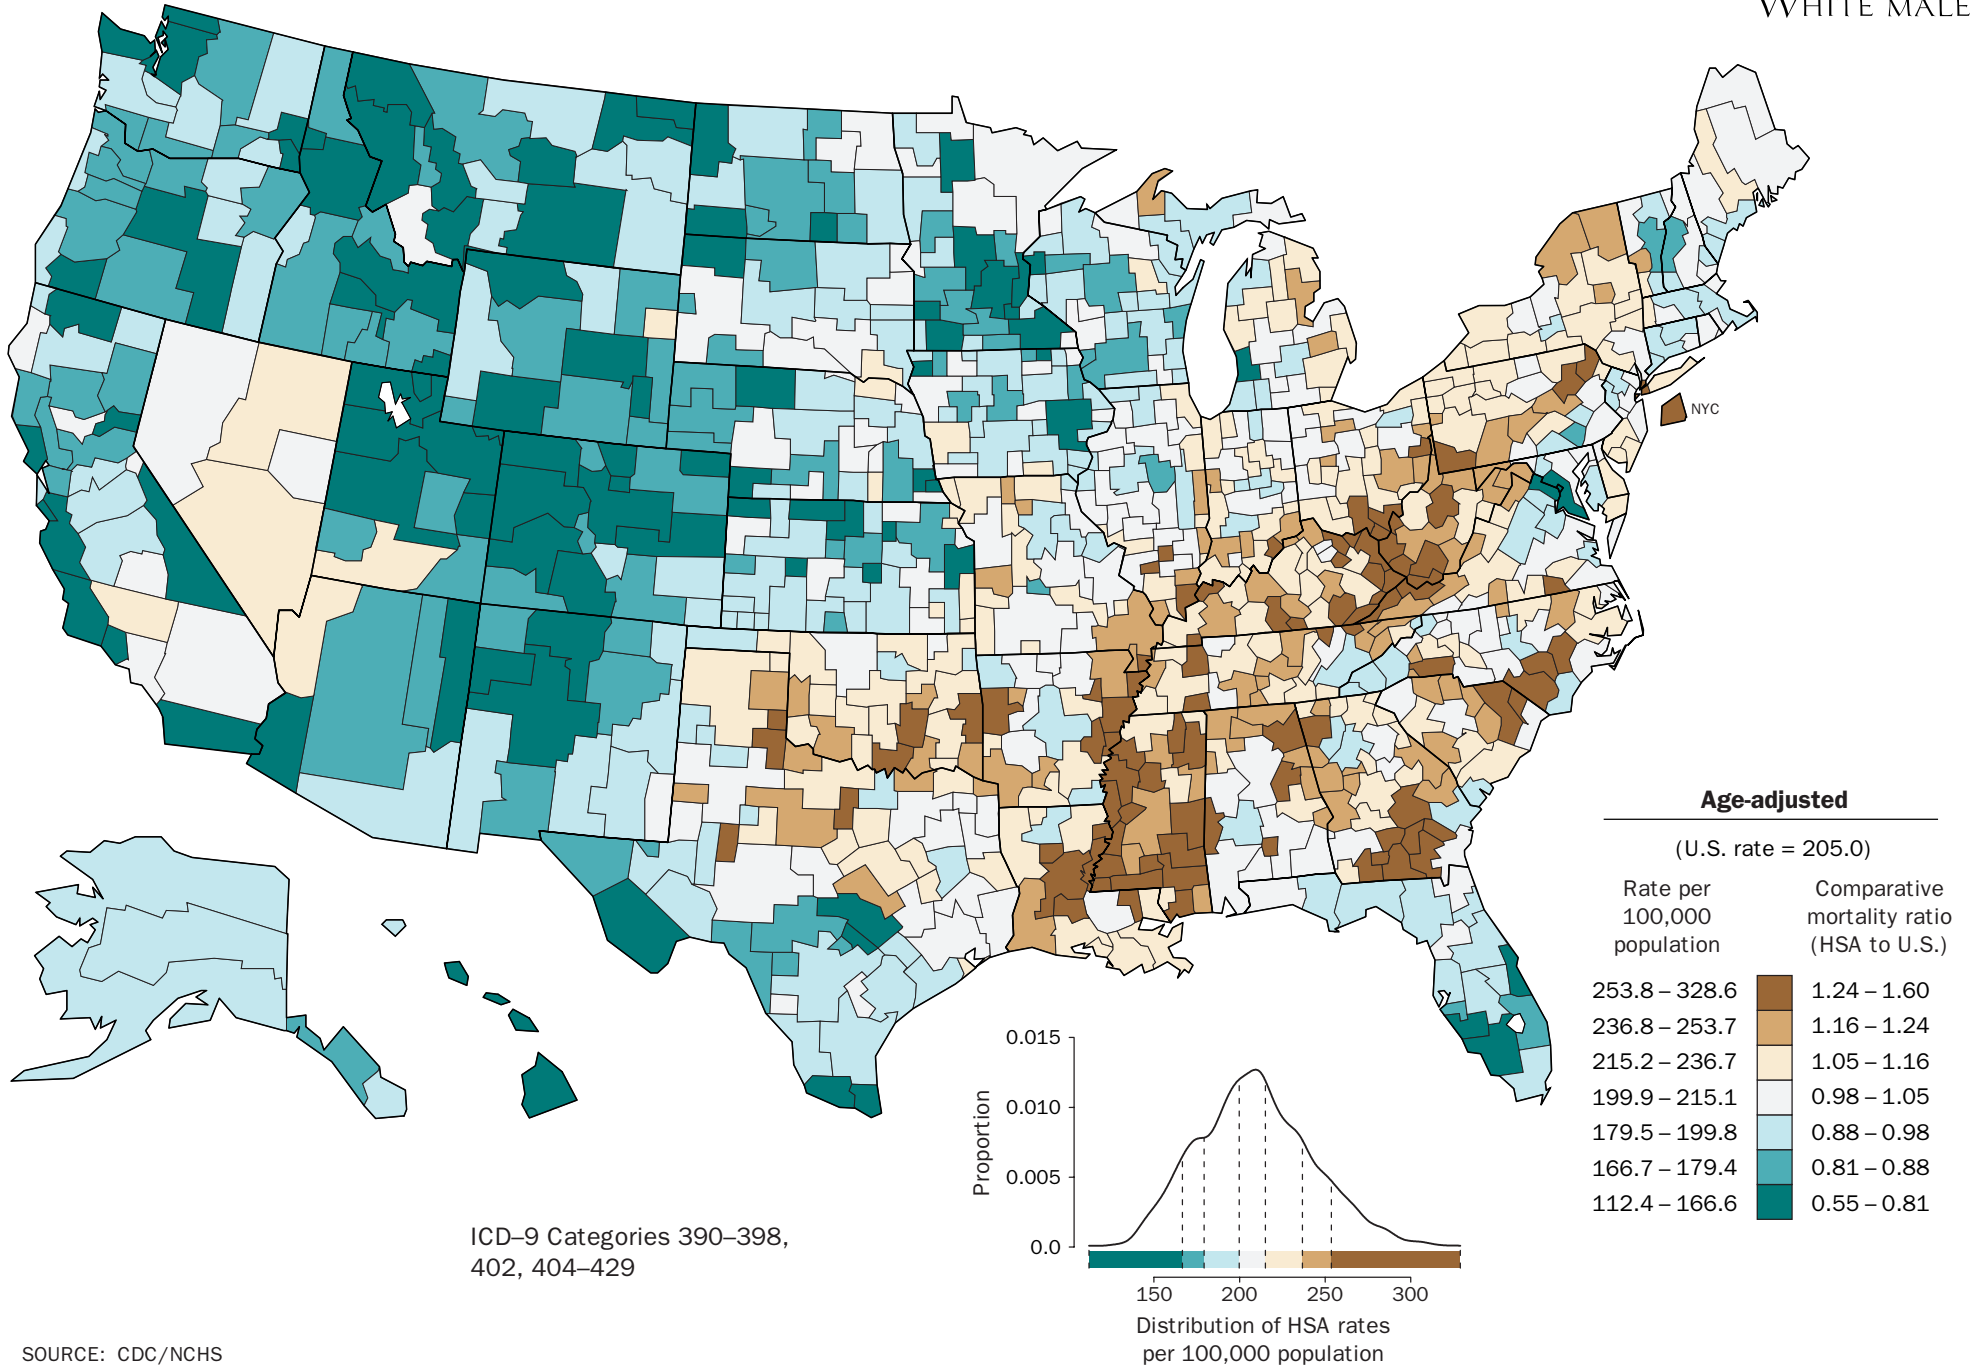 WHITE MALE
NYC
Age-adjusted
(U.S. rate = 205.0)
Rate per
100,000
population
Comparative
mortality ratio
(HSA to U.S.)
253.8 – 328.6 1.24 – 1.60
236.8 – 253.7 1.16 – 1.24
215.2 – 236.7 1.05 – 1.16
199.9 – 215.1 0.98 – 1.05
179.5 – 199.8 0.88 – 0.98
166.7 – 179.4 0.81 – 0.88
112.4 – 166.6 0.55 – 0.81
Proportion
0.015
0.010
0.005
0.0
150 200 250 300
Distribution of HSA rates
per 100,000 population
ICD–9 Categories 390–398,
402, 404–429
SOURCE: CDC/NCHS